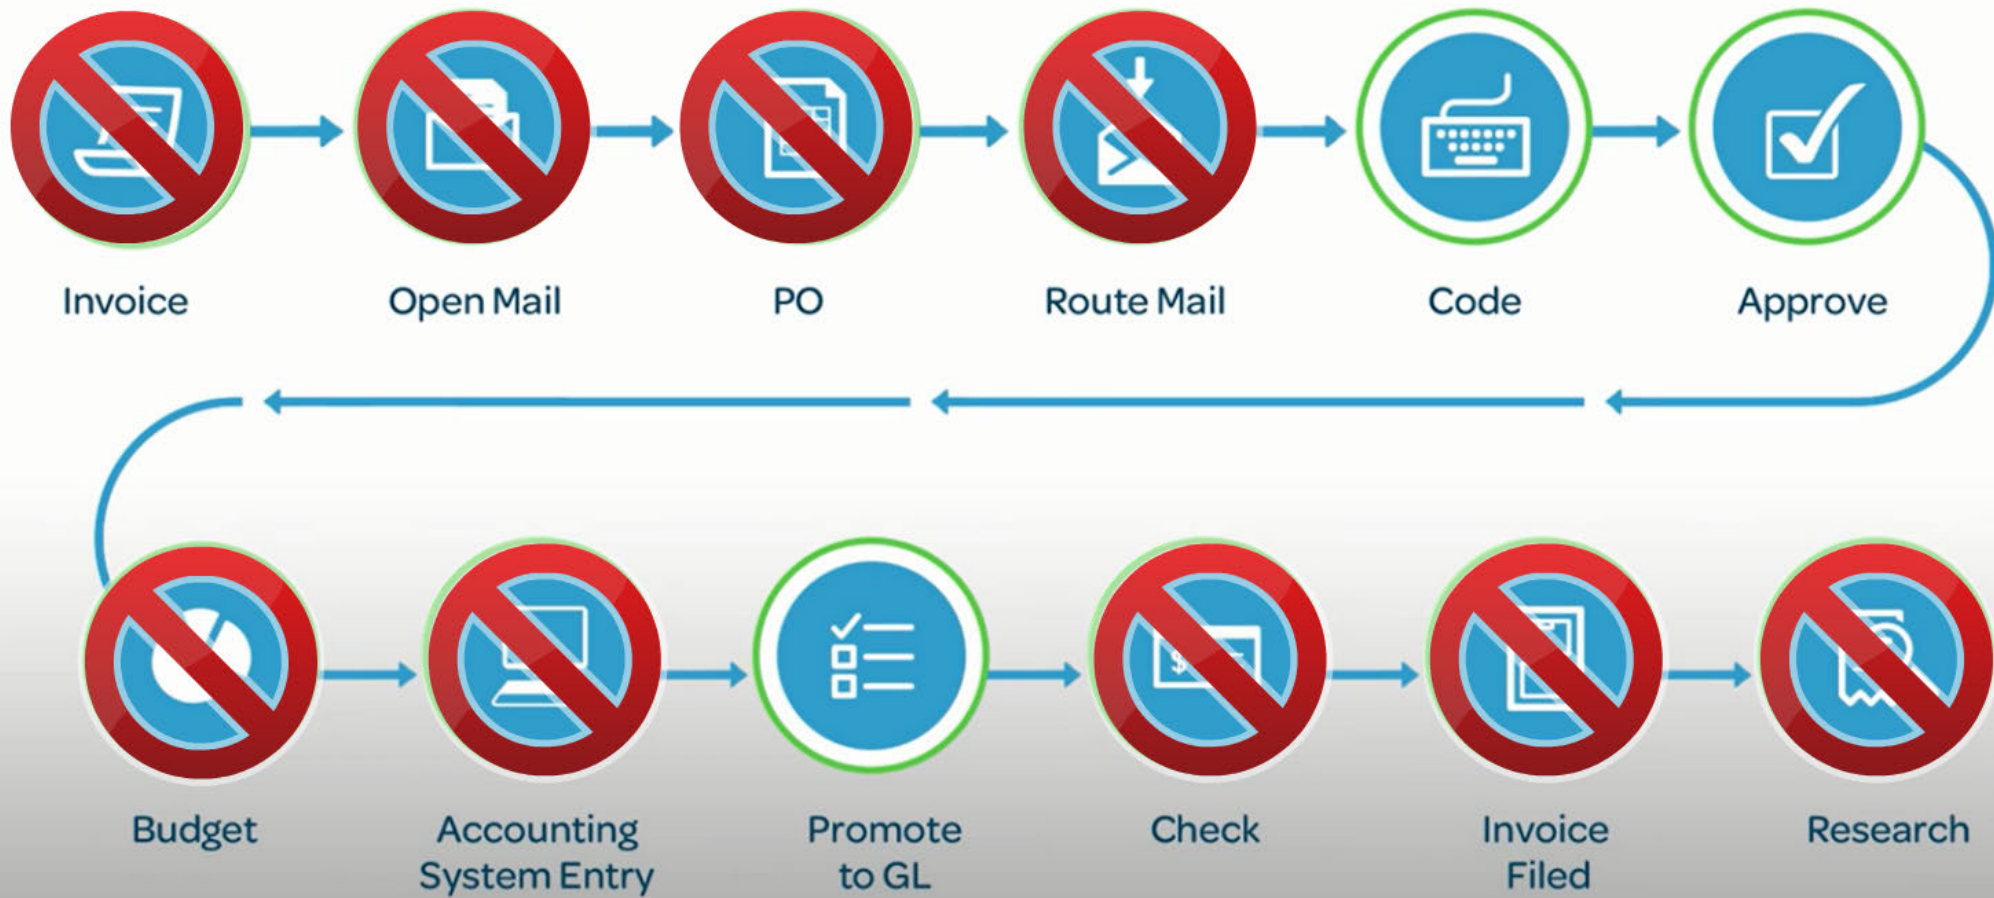 Invoice
Open Mail
PO
Route Mail
Code
Approve
Budget
Accounting
System Entry
Promote
to GL
$
Check
Invoice
Filed
Research